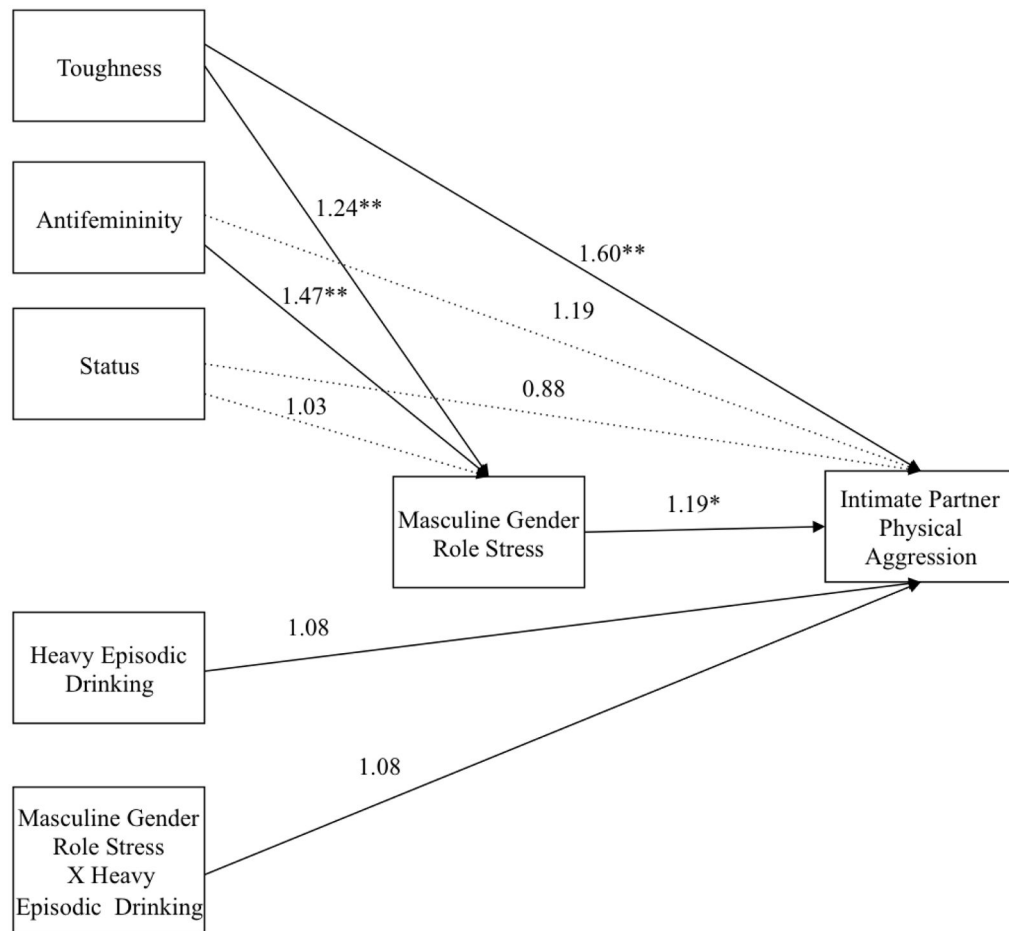 Toughness
Antifemininity
Status
1.24**
1.47**
1.03
1.60**
1.19
0.88
Masculine Gender
Role Stress
1.19*
Intimate Partner
Physical
Aggression
Heavy Episodic
Drinking
1.08
Masculine Gender
Role Stress
X Heavy
Episodic Drinking
1.08